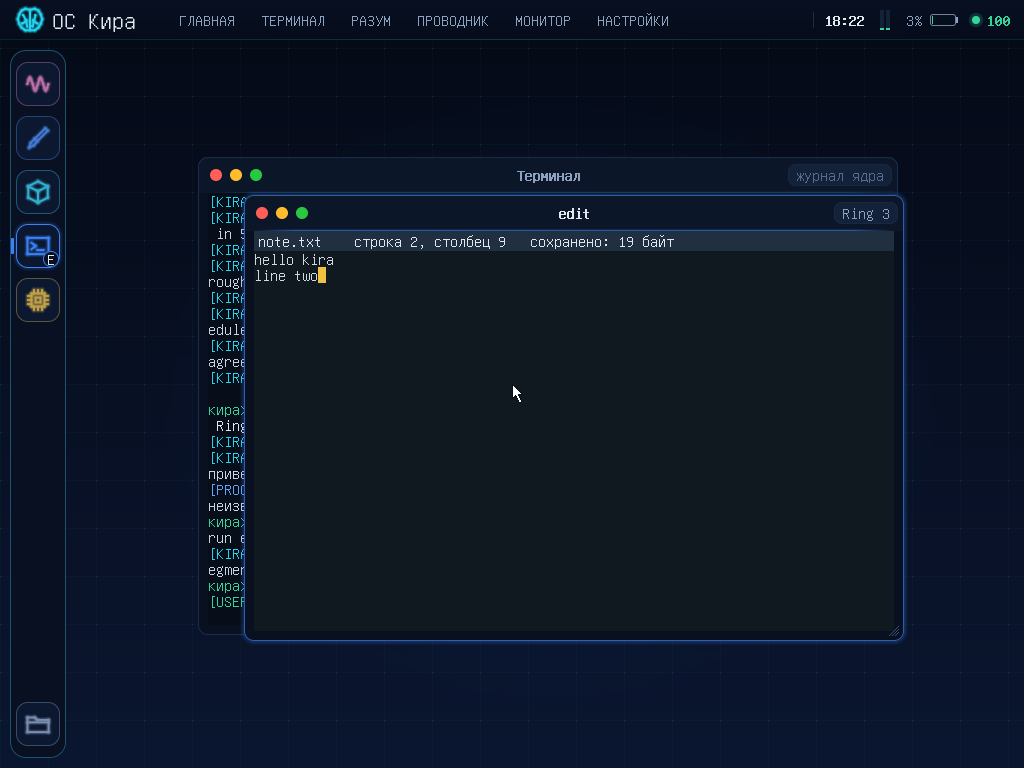 ОС Кира
ГЛАВНАЯ ТЕРМИНАЛ РАЗУМ ПРОВОДНИК МОНИТОР НАСТРОЙКИ
18:22 3% 100
Терминал журнал ядра
edit Ring 3
note.txt строка 2, столбец 9 сохранено: 19 байт
hello kira
line two
[KIRA
[KIRA
in 5
[KIRA
[KIRA
rough
[KIRA
[KIRA
edule
[KIRA
agree
[KIRA
кира>
Ring
[KIRA
[KIRA
приве
[PROC
неизв
кира>
run e
[KIRA
egmen
кира>
[USER
E